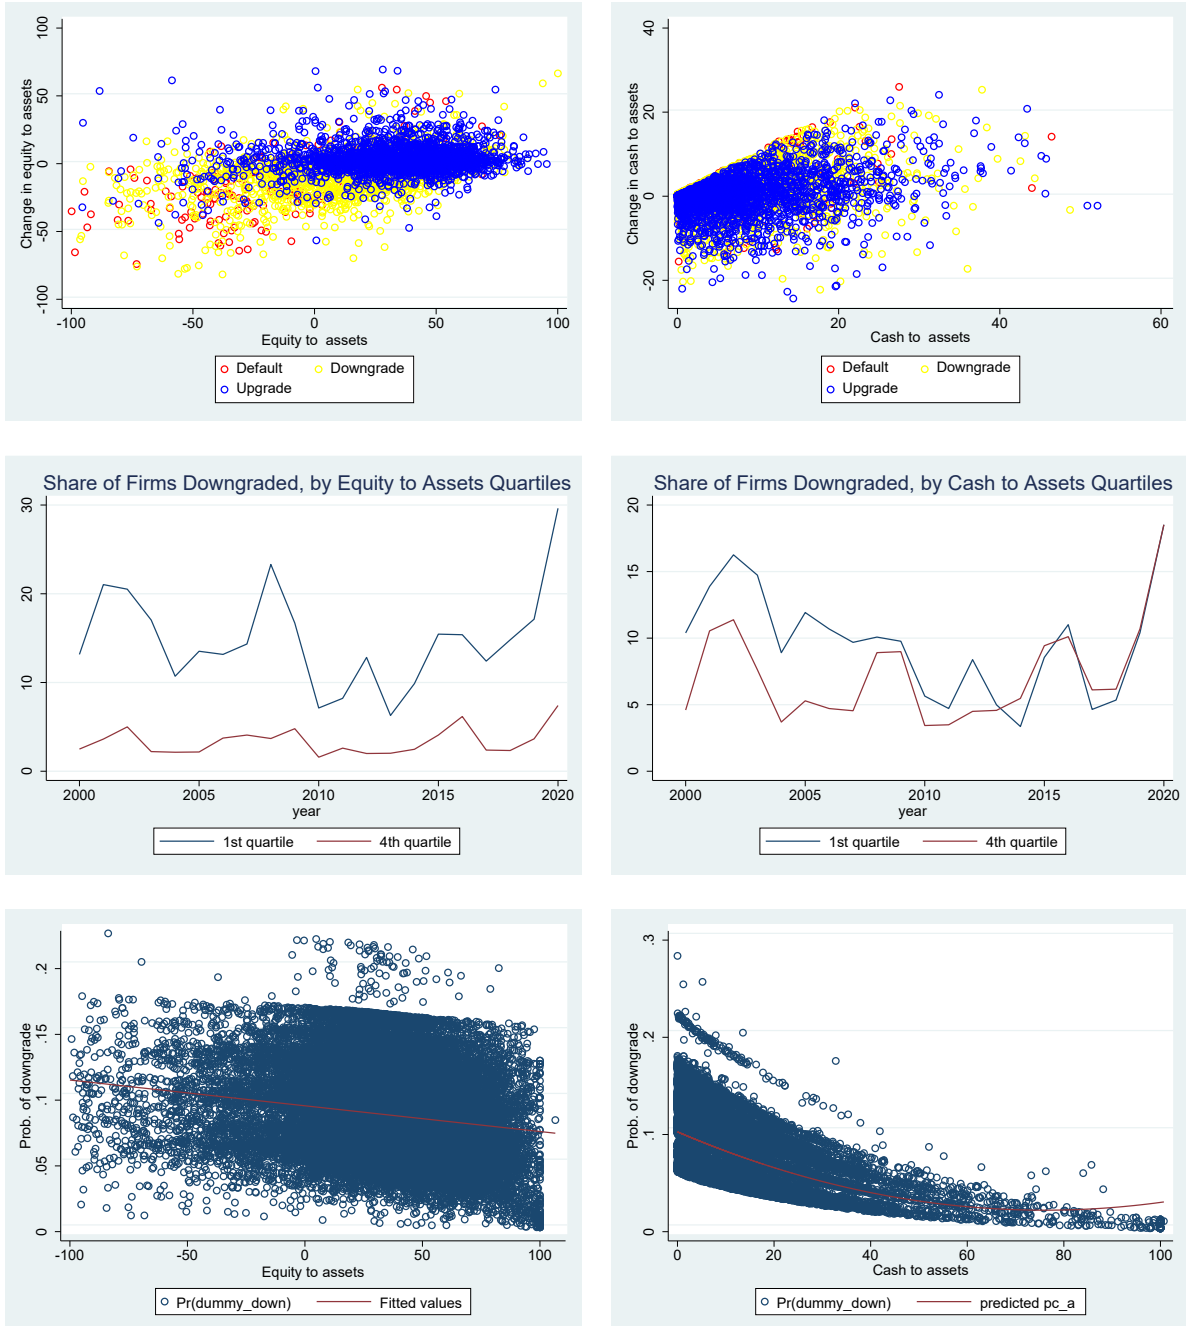 Change in equity to assets
100
50
0
-50
-100
-100 -50 0 50 100
Equity to assets
Default Downgrade
Upgrade
Change in cash to assets
40
20
0
-20
0 20 40 60
Cash to assets
Default Downgrade
Upgrade
Share of Firms Downgraded, by Equity to Assets Quartiles
30
20
10
0
2000 2005 2010 2015 2020
year
1st quartile 4th quartile
Share of Firms Downgraded, by Cash to Assets Quartiles
20
15
10
5
0
2000 2005 2010 2015 2020
year
1st quartile 4th quartile
Prob. of downgrade
.2
.15
.1
.05
0
-100 -50 0 50 100
Equity to assets
Pr(dummy_down) Fitted values
Prob. of downgrade
.3
.2
.1
0
0 20 40 60 80 100
Cash to assets
Pr(dummy_down) predicted pc_a